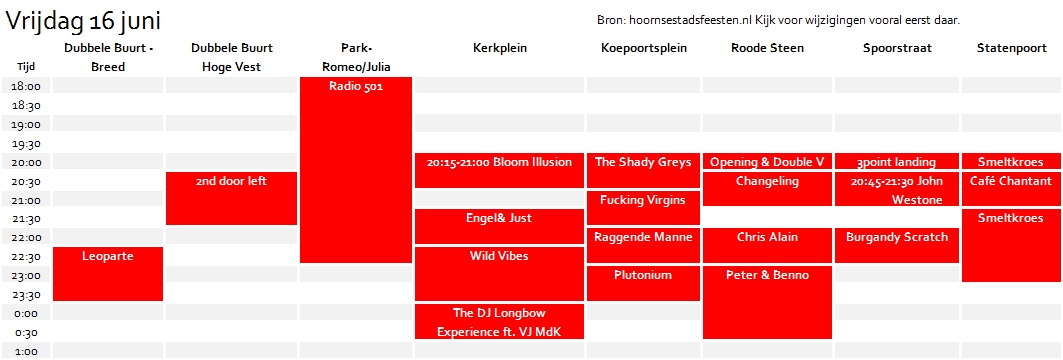 Vrijdag 16 juni
Bron: hoornsestadsfeesten.nl Kijk voor wijzigingen vooral eerst daar.
Tijd
Dubbele Buurt -
Breed
Dubbele Buurt
Hoge Vest
Park-
Romeo/Julia
Kerkplein
Koepoortsplein
Roode Steen
Spoorstraat
Statenpoort
18:00 Radio 501
18:30
19:00
19:30
20:00 20:15-21:00 Bloom Illusion The Shady Greys Opening & Double V 3point landing Smeltkroes
20:30 2nd door left Changeling 20:45-21:30 John Café Chantant
21:00 Fucking Virgins Westone
21:30 Engel& Just Smeltkroes
22:00 Raggende Manne Chris Alain Burgandy Scratch
22:30 Leoparte Wild Vibes
23:00 Plutonium Peter & Benno
23:30
0:00 The DJ Longbow
0:30 Experience ft. VJ MdK
1:00